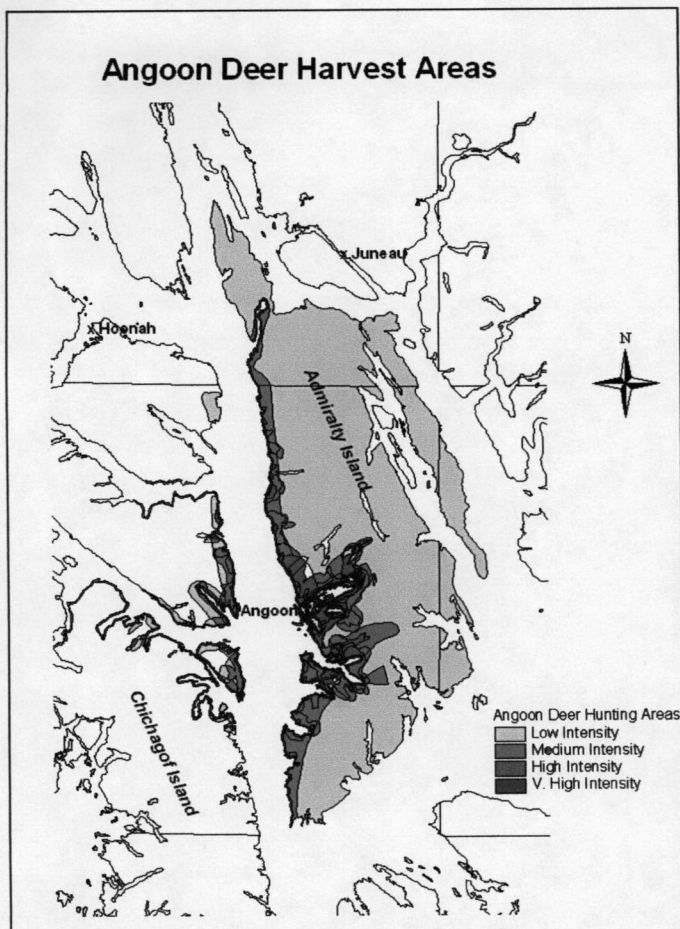 Angoon Deer Harvest Areas
x Juneau
x Hoonah
N
Admiralty Island
Angoon
Chichagof Island
Angoon Deer Hunting Areas
Low Intensity
Medium Intensity
High Intensity
V. High Intensity